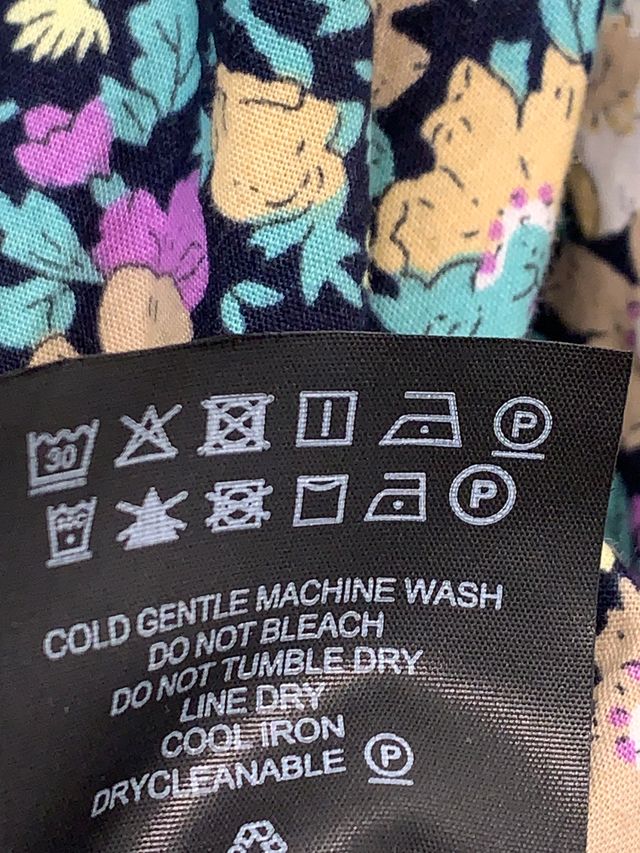 30 P
P
COLD GENTLE MACHINE WASH
DO NOT BLEACH
DO NOT TUMBLE DRY
LINE DRY
COOL IRON
DRYCLEANABLE P